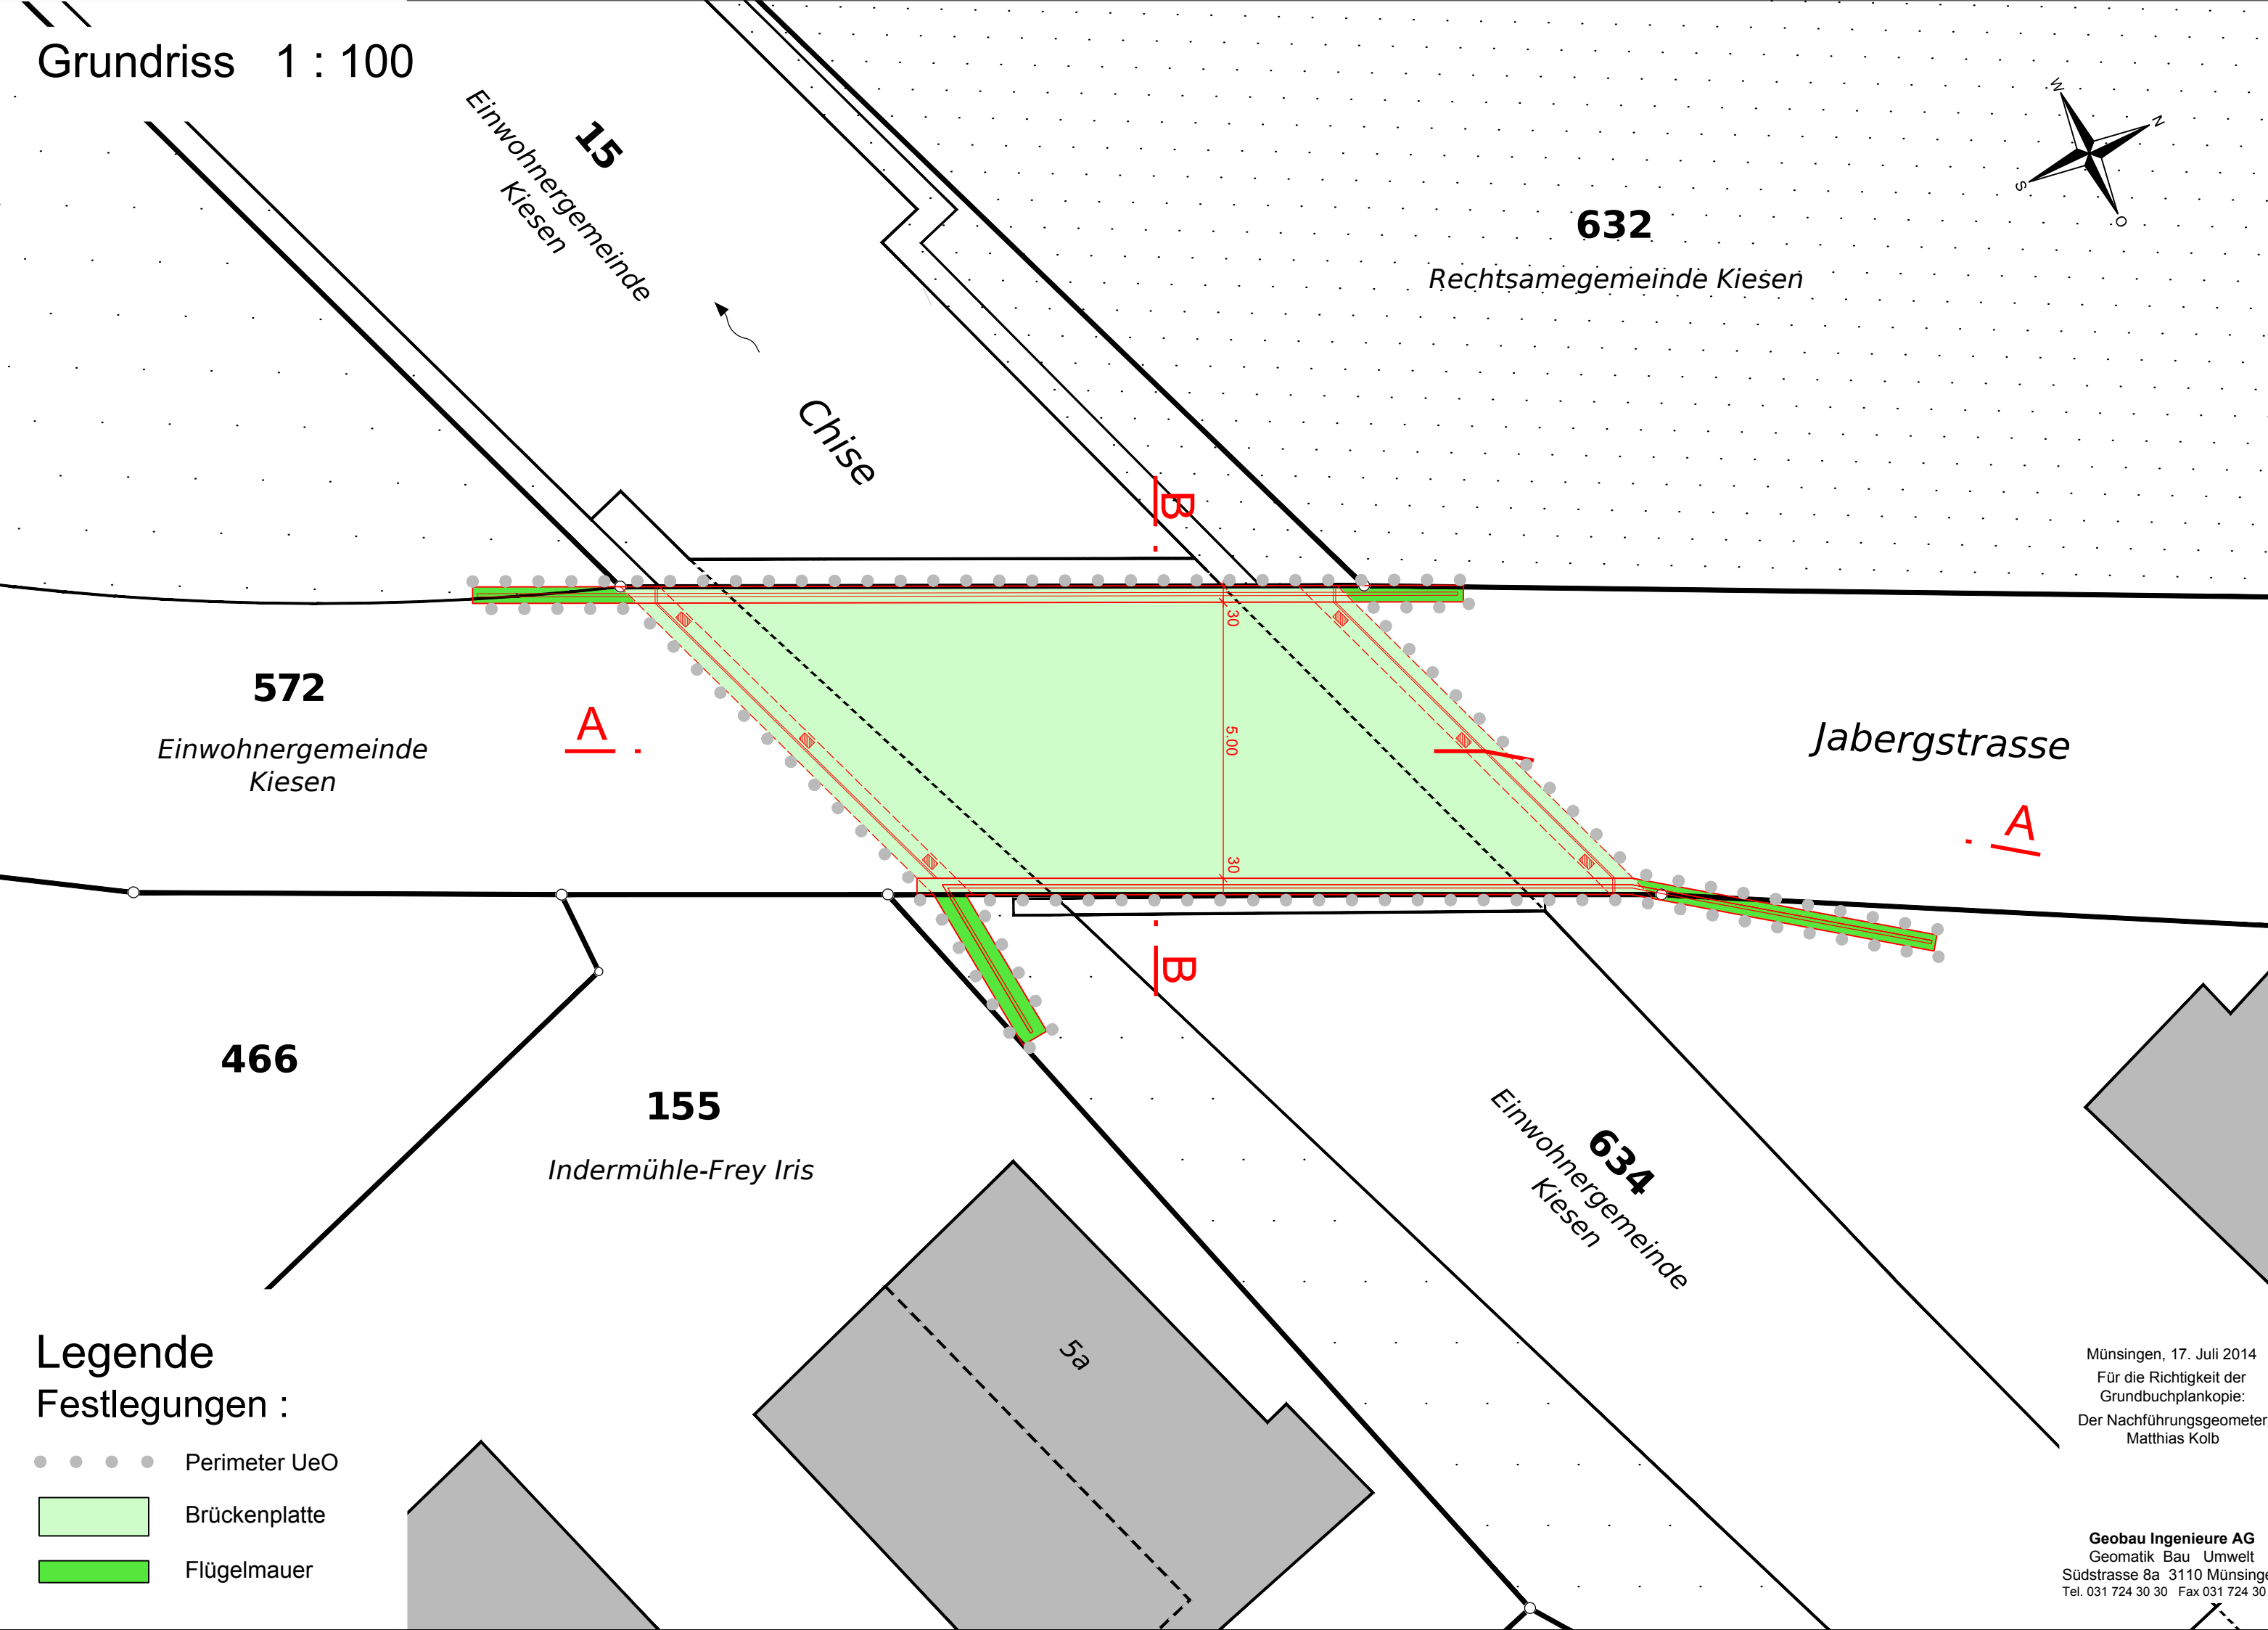 Grundriss 1 : 100
15
Einwohnergemeinde
Kiesen
W
N
S
O
632
Rechtsamegemeinde Kiesen
Chise
B
30
572
Einwohnergemeinde
Kiesen
A
5.00
Jabergstrasse
A
30
B
466
155
Indermühle-Frey Iris
634
Einwohnergemeinde
Kiesen
5a
Legende
Festlegungen :
Perimeter UeO
Brückenplatte
Flügelmauer
Münsingen, 17. Juli 2014
Für die Richtigkeit der
Grundbuchplankopie:
Der Nachführungsgeometer
Matthias Kolb
Geobau Ingenieure AG
Geomatik Bau Umwelt
Südstrasse 8a 3110 Münsinge
Tel. 031 724 30 30 Fax 031 724 30